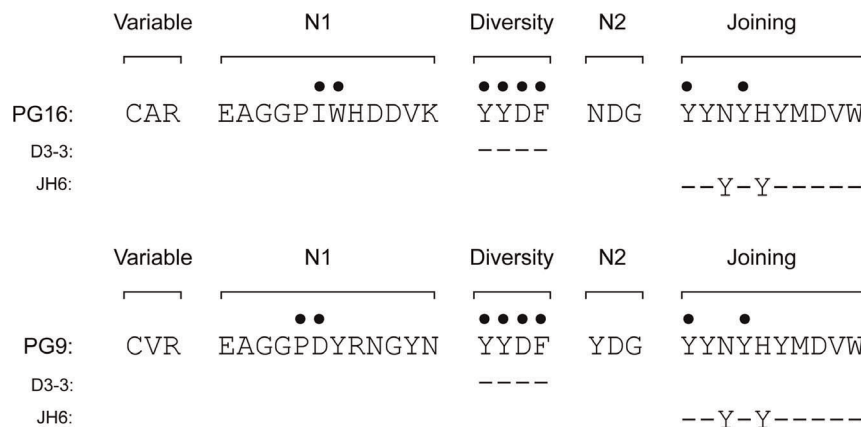 Variable N1 Diversity N2 Joining
PG16: CAR EAGGPIWHDDVK YYDF NDG YYNYHYMDVW
D3-3: ----
JH6: --Y-Y-----
Variable N1 Diversity N2 Joining
PG9: CVR EAGGPDYRNGYN YYDF YDG YYNYHYMDVW
D3-3: ----
JH6: --Y-Y-----